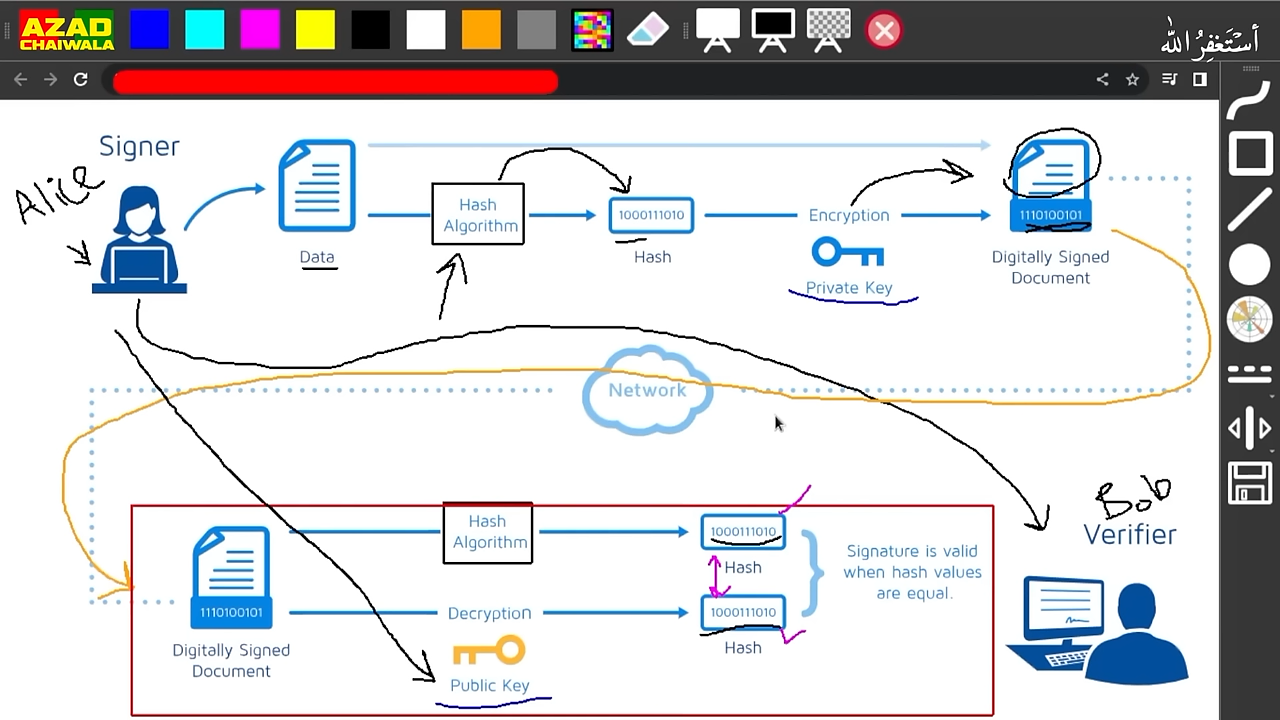 AZAD
CHAIWALA
أستغفر الله
Signer
Alice
Data
Hash
Algorithm
1000111010
Hash
Encryption
Private Key
1110100101
Digitally Signed
Document
Network
Bob
Verifier
Hash
Algorithm
1000111010
Hash
Signature is valid
when hash values
are equal.
1110100101
Digitally Signed
Document
Decryption
Public Key
1000111010
Hash